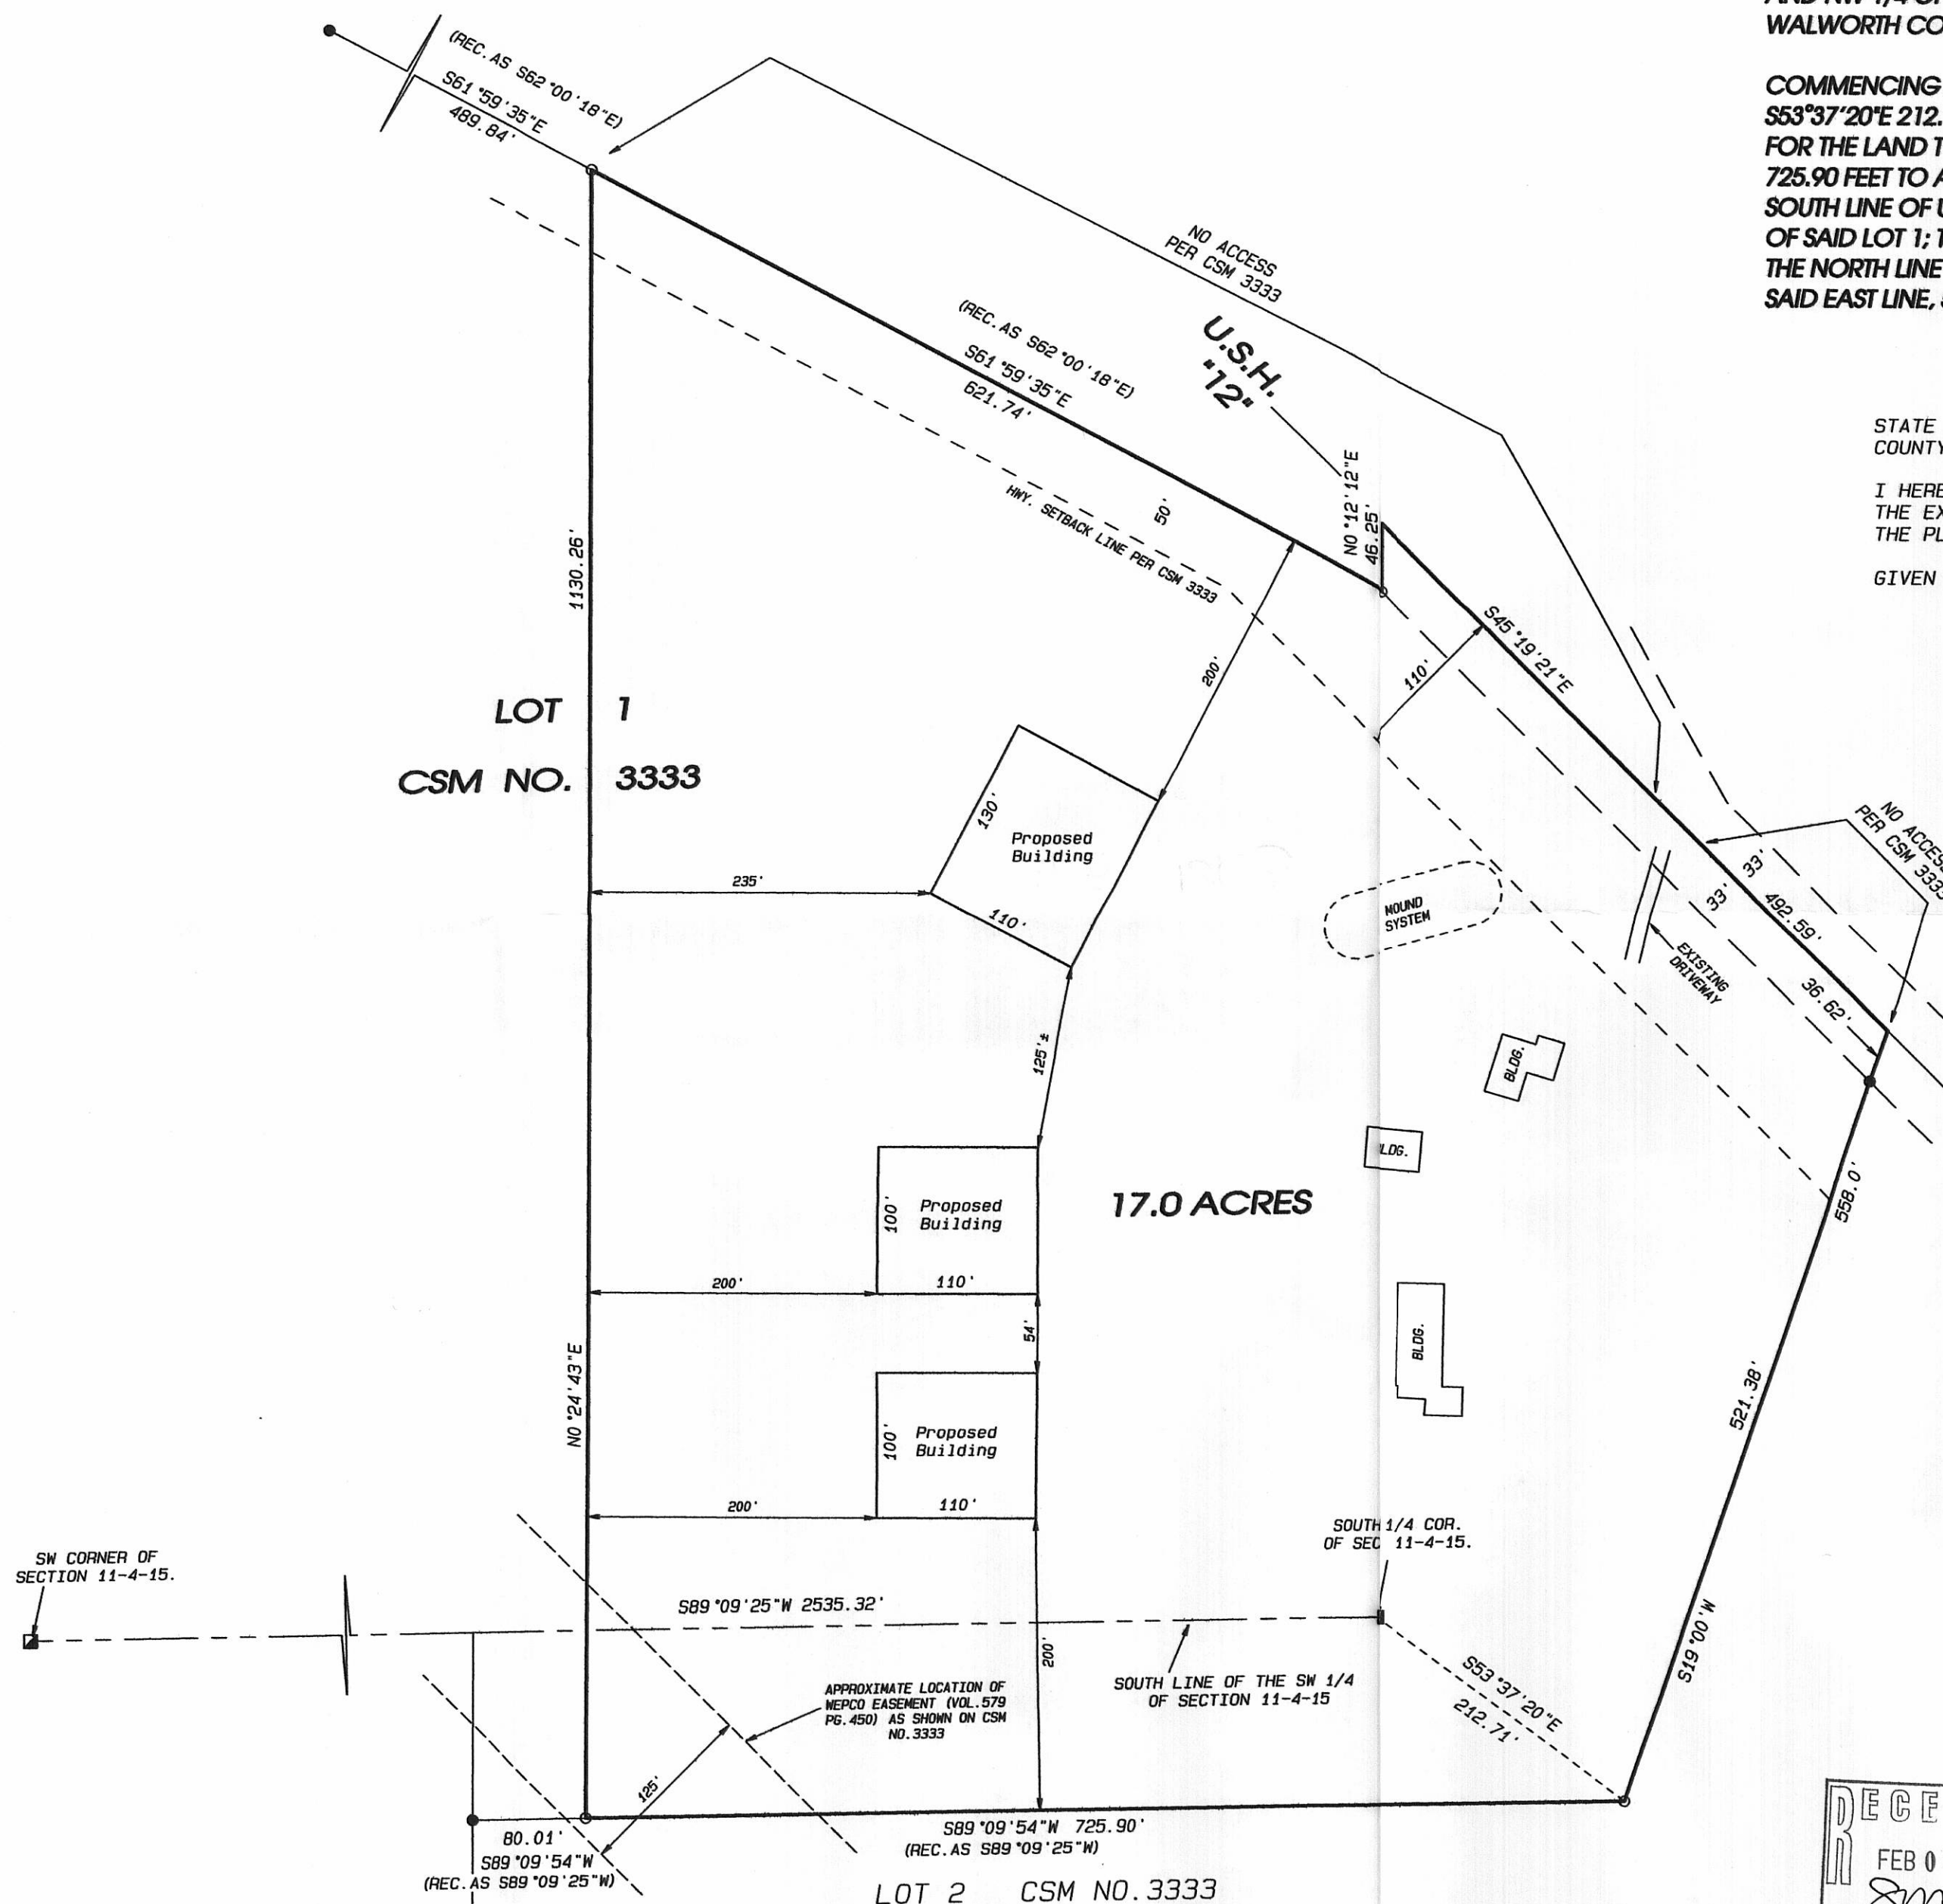 AND NW 1/4
WALWORTH CO
COMMENCING
S53°37'20"E 212.
FOR THE LAND T
725.90 FEET TO A
SOUTH LINE OF U
OF SAID LOT 1; T
THE NORTH LINE
SAID EAST LINE,
STATE
COUNTY
I HERE
THE EX
THE PL
GIVEN
(REC. AS S62°00'18"E)
S61°59'35"E
489.84'
NO ACCESS
PER CSM 3333
(REC. AS S62°00'18"E)
S61°59'35"E
621.74'
U.S.H.
"12"
N0°12'12"E
46.25'
50'
HWY. SETBACK LINE PER CSM 3333
1130.26'
200'
S45°19'21"E
110'
LOT 1
CSM NO. 3333
130'
Proposed
Building
110'
235'
NO ACCESS
PER CSM 3333
33'
33'
492.59'
MOUND
SYSTEM
EXISTING
DRIVEWAY
36.62'
125'±
BLDG.
LDG.
558.0'
100'
Proposed
Building
110'
200'
17.0 ACRES
54'
BLDG.
N0°24'43"E
521.38'
100'
Proposed
Building
110'
200'
SOUTH 1/4 COR.
OF SEC 11-4-15.
SW CORNER OF
SECTION 11-4-15.
S89°09'25"W 2535.32'
200'
S19°00'W.
SOUTH LINE OF THE SW 1/4
OF SECTION 11-4-15
S53°37'20"E
212.71'
APPROXIMATE LOCATION OF
WEPCO EASEMENT (VOL.579
PG.450) AS SHOWN ON CSM
NO.3333
125'
80.01'
S89°09'54"W
(REC. AS S89°09'25"W)
S89°09'54"W 725.90'
(REC. AS S89°09'25"W)
LOT 2 CSM NO.3333
RECE
FEB 0